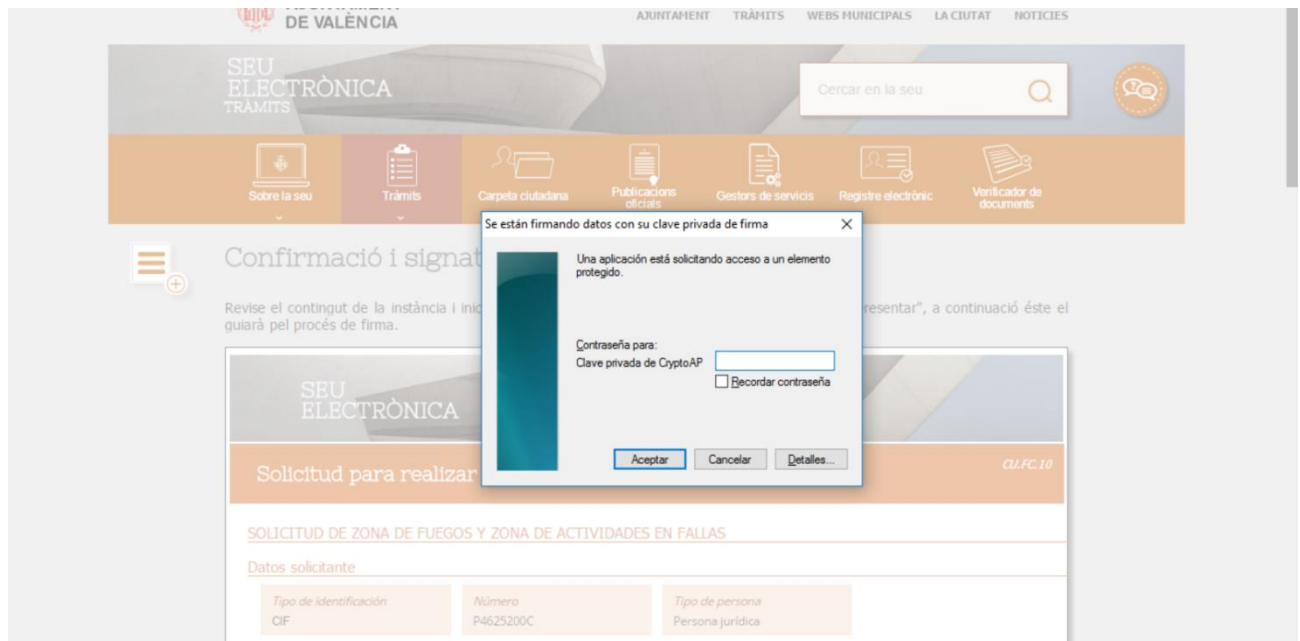 DE VALÈNCIA
AJUNTAMENT TRÀMITS WEBS MUNICIPALS LA CIUTAT NOTICIES
SEU
ELECTRÒNICA
TRÀMITS
Cercar en la seu
Sobre la seu
Tràmits
Carpeta ciutadana
Publicacions
oficials
Gestors de servicis
Registre electrònic
Verificador de
documents
Confirmació i signat
Revise el contingut de la instància i inic
resentar", a continuació éste el
guiarà pel procés de firma.
Se están firmando datos con su clave privada de firma
Una aplicación está solicitando acceso a un elemento
protegido.
Contraseña para:
Clave privada de CryptoAP
Recordar contraseña
Aceptar Cancelar Detalles...
SEU
ELECTRÒNICA
Solicitud para realizar
CU.FC.10
SOLICITUD DE ZONA DE FUEGOS Y ZONA DE ACTIVIDADES EN FALLAS
Datos solicitante
Tipo de identificación Número Tipo de persona
CIF P4625200C Persona jurídica